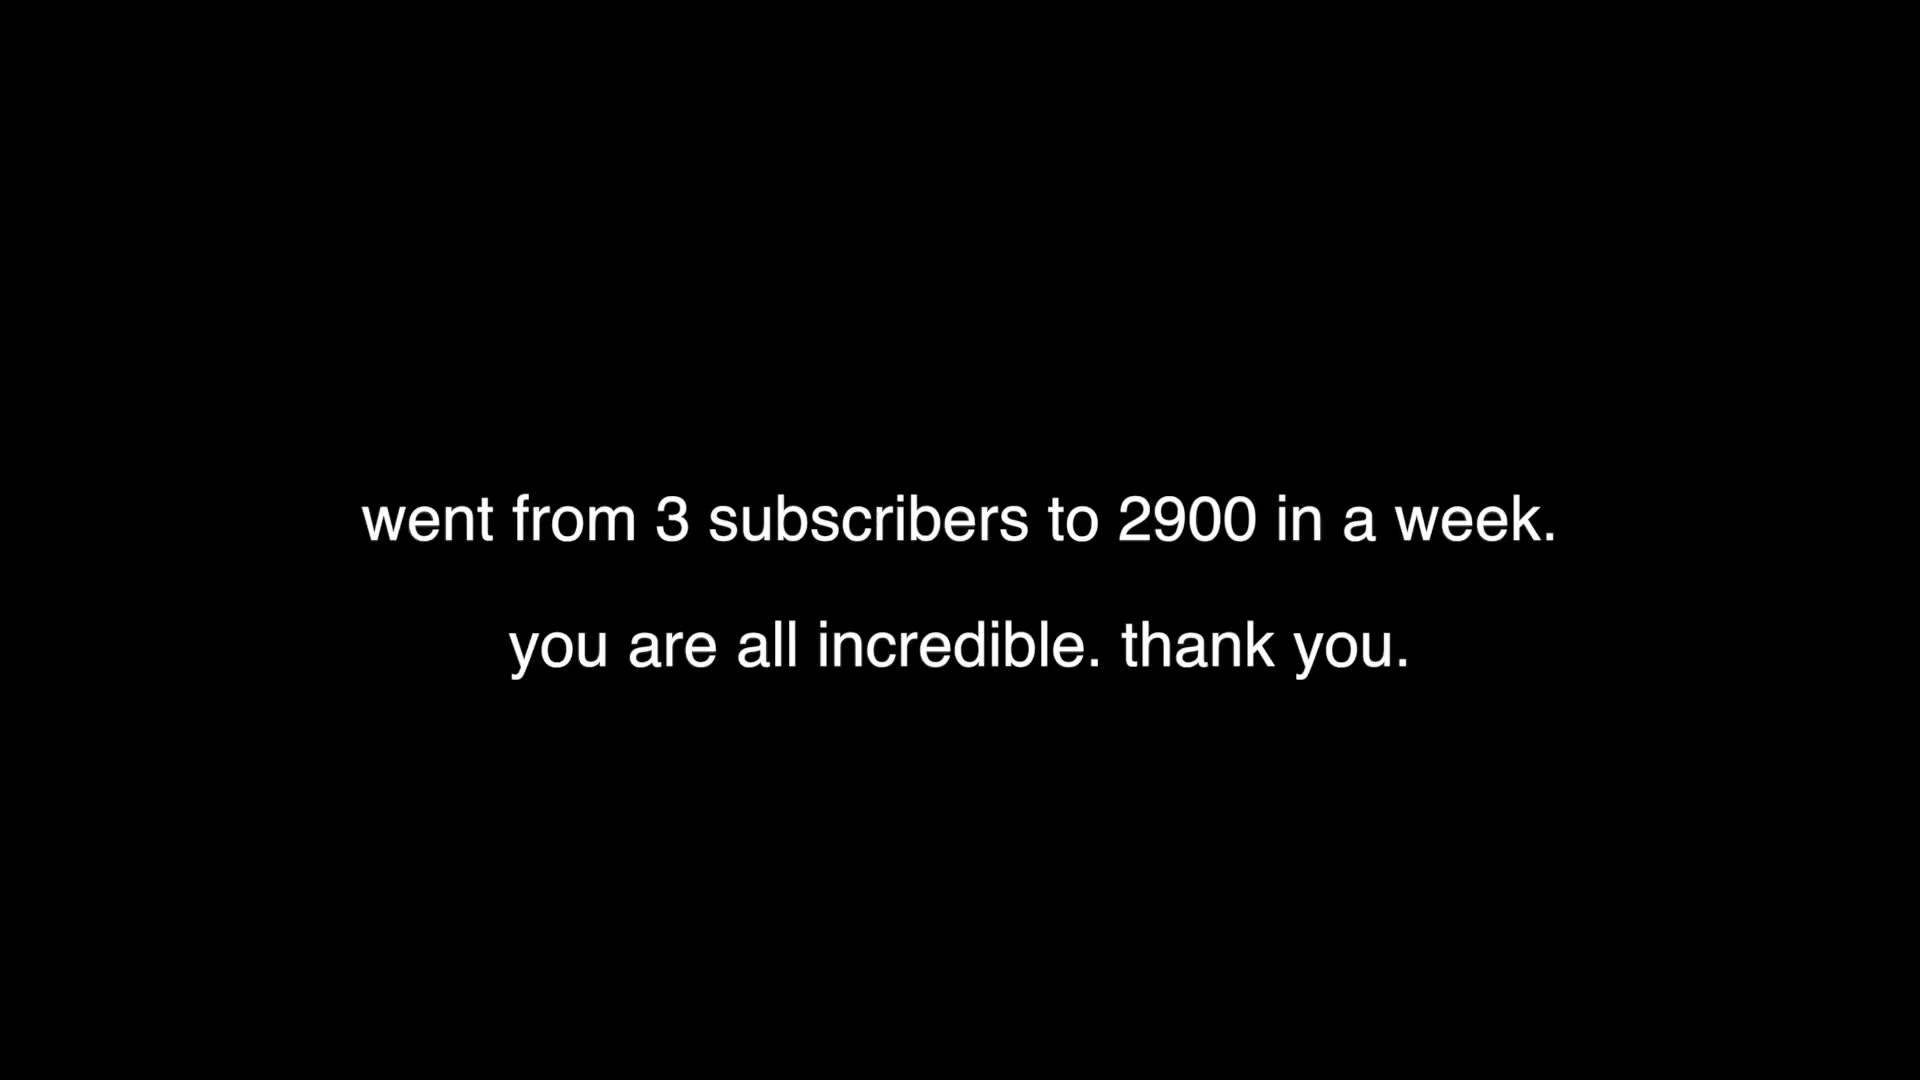 went from 3 subscribers to 2900 in a week.
you are all incredible. thank you.